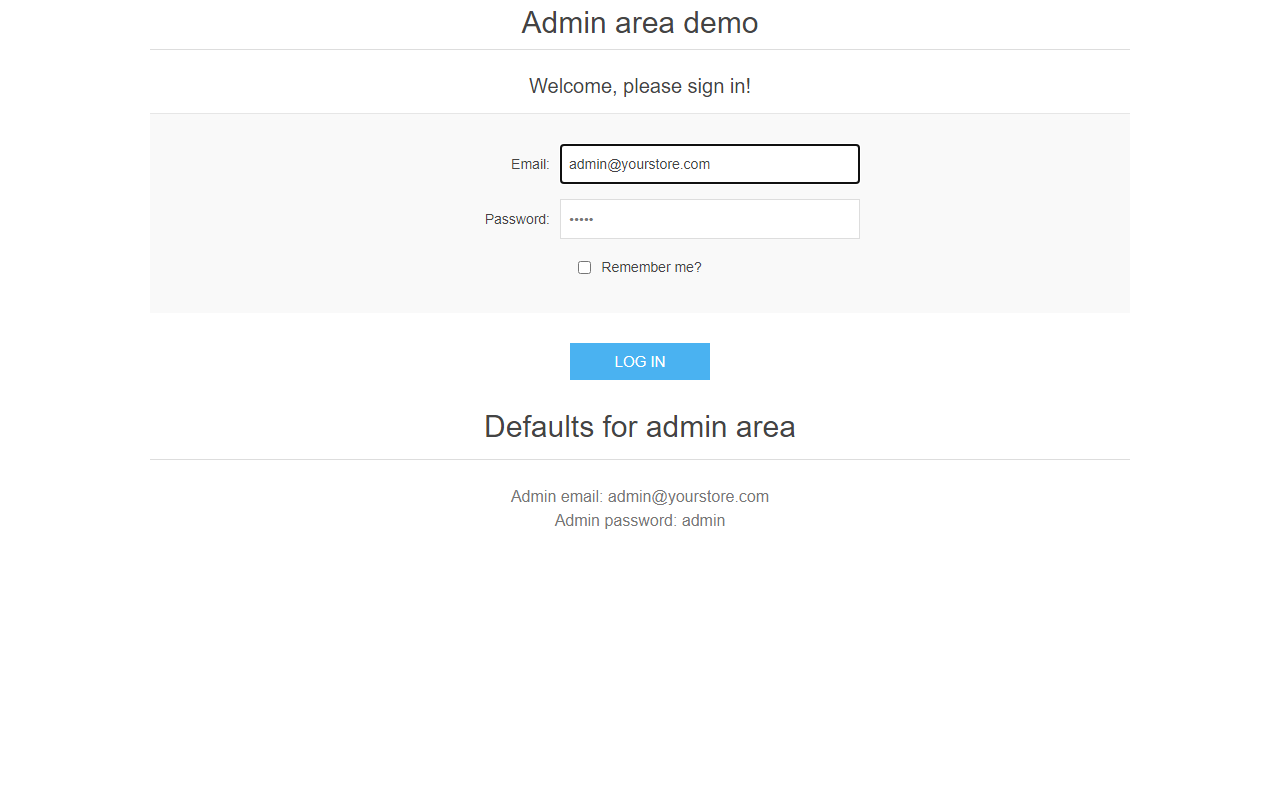 Admin area demo
Welcome, please sign in!
Email: admin@yourstore.com
Password: •••••
Remember me?
LOG IN
Defaults for admin area
Admin email: admin@yourstore.com
Admin password: admin